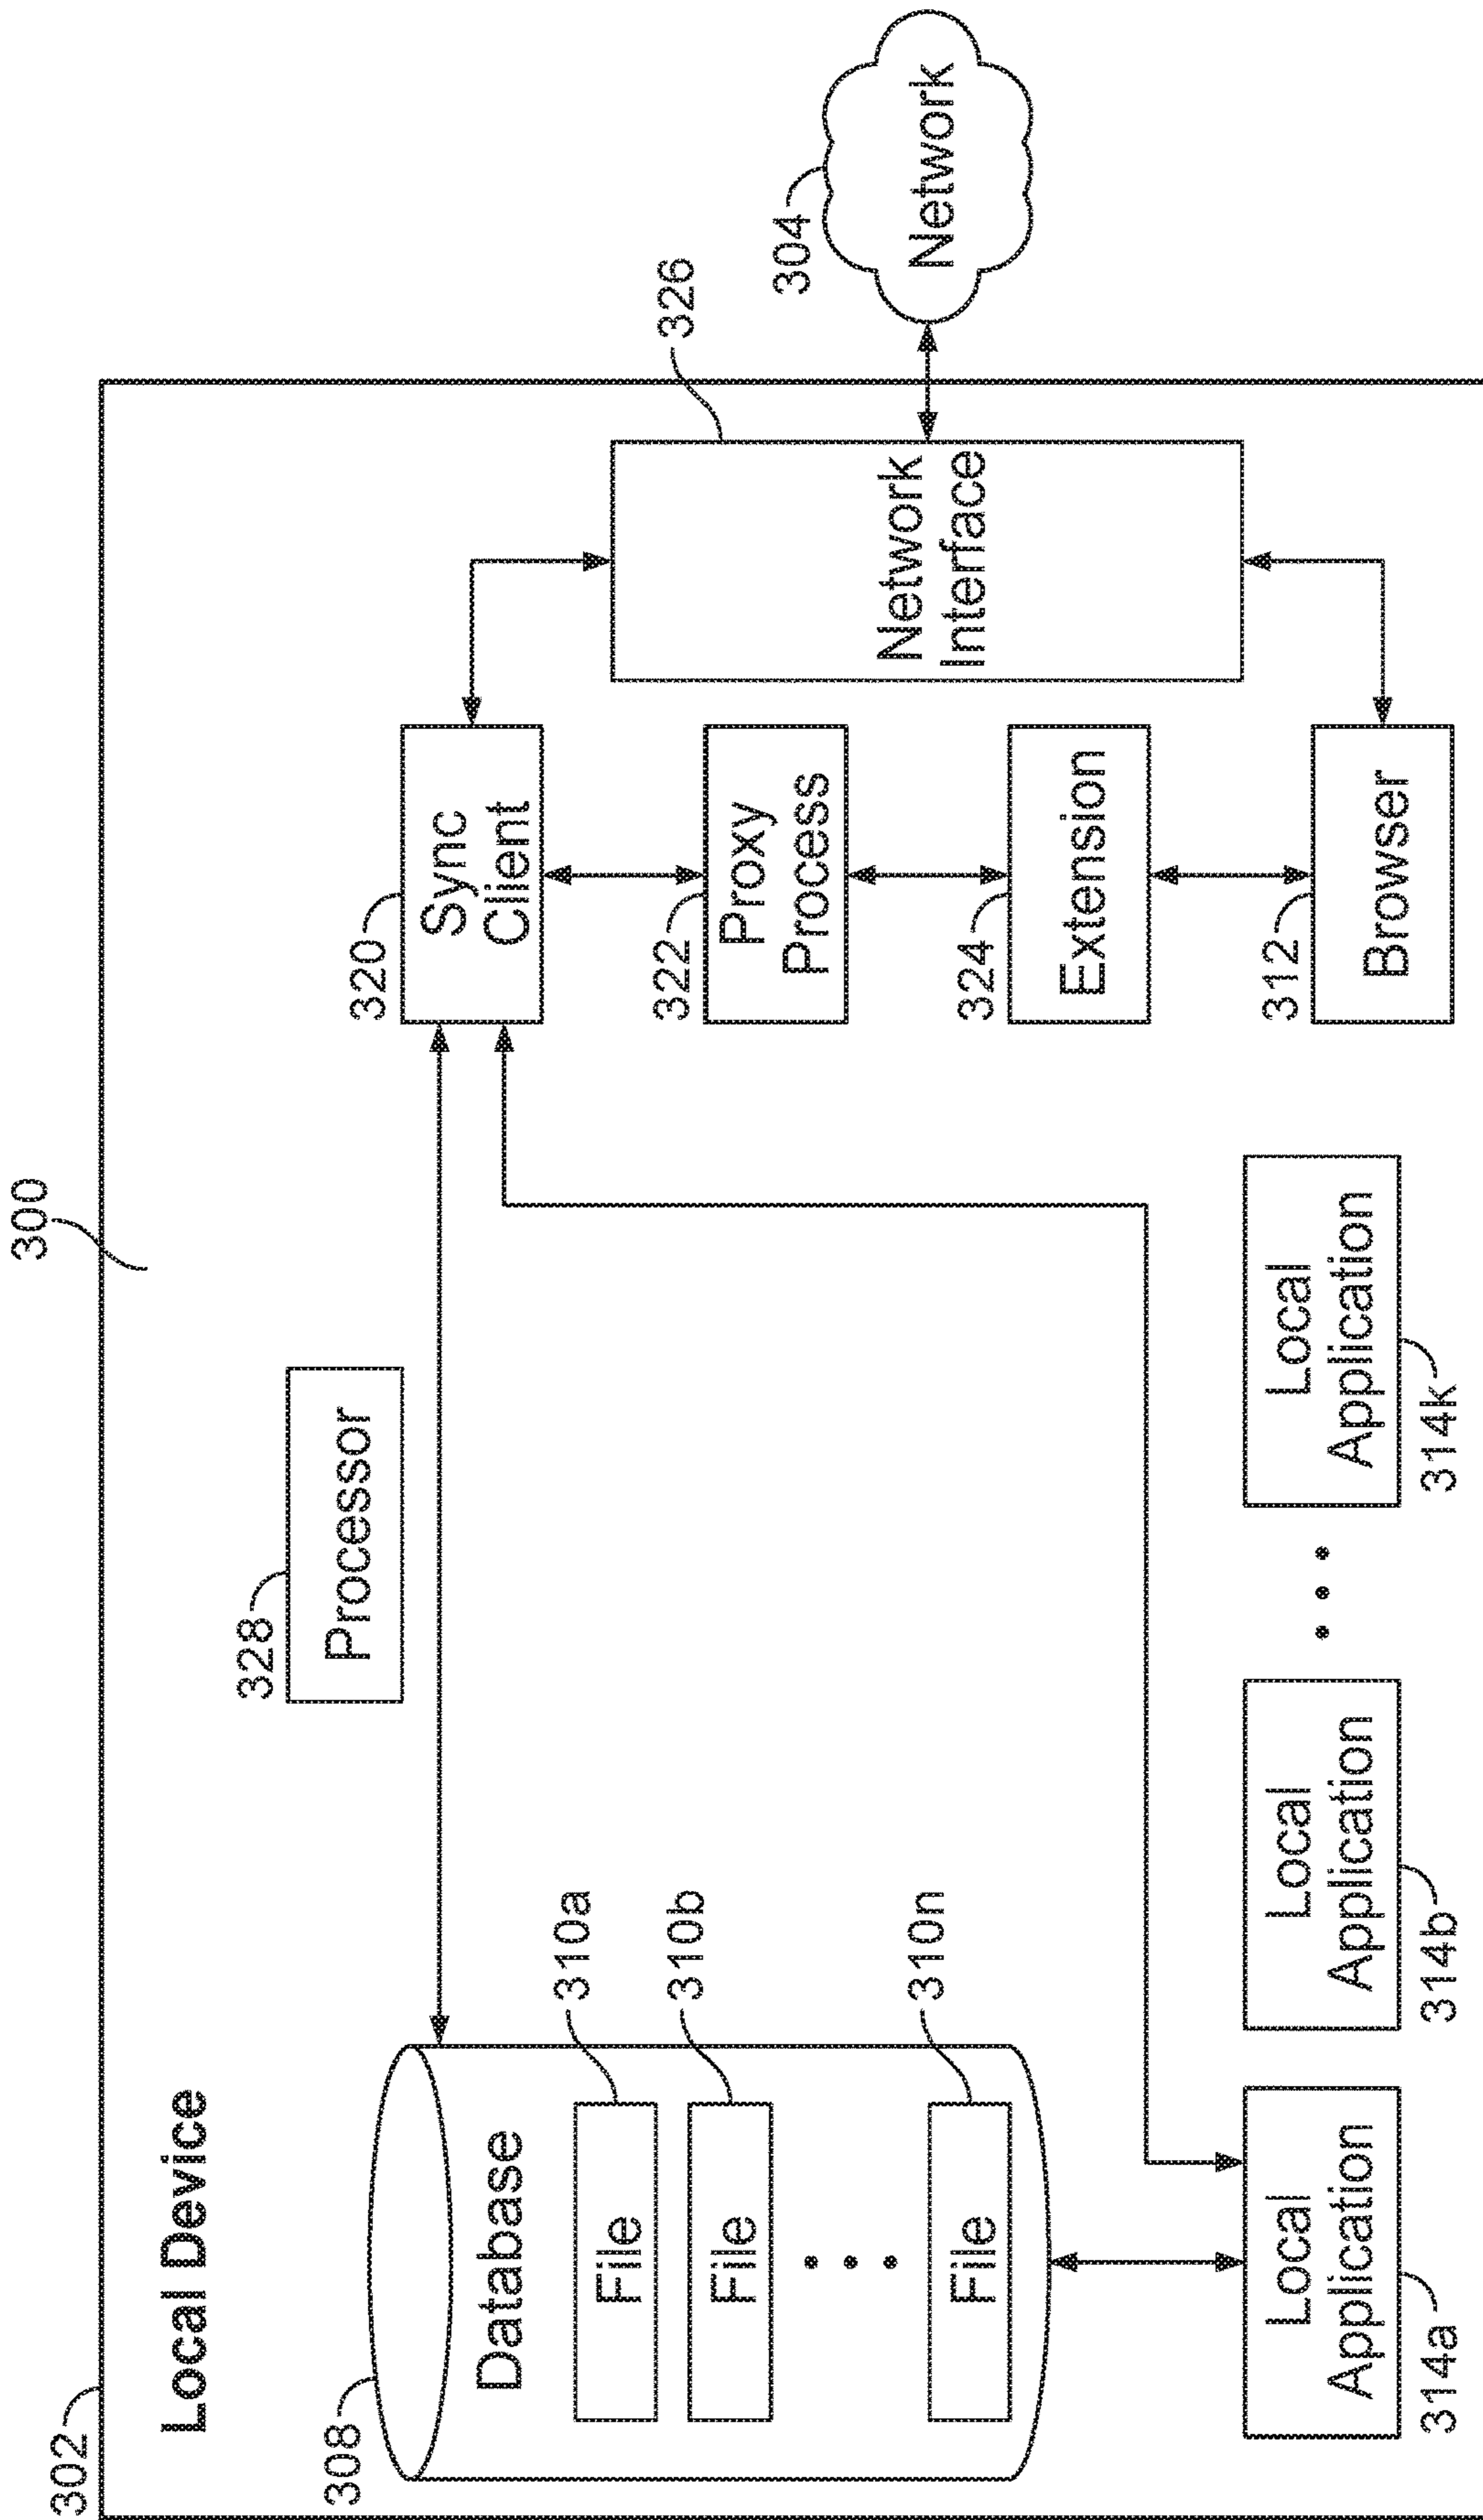 300
302
Local Device
328
Processor
308
Database
File
310a
File
310b
File
310n
320
Sync
Client
322
Proxy
Process
324
Extension
312
Browser
326
Network
Interface
304
Network
Local
Application
314a
Local
Application
314b
Local
Application
314k